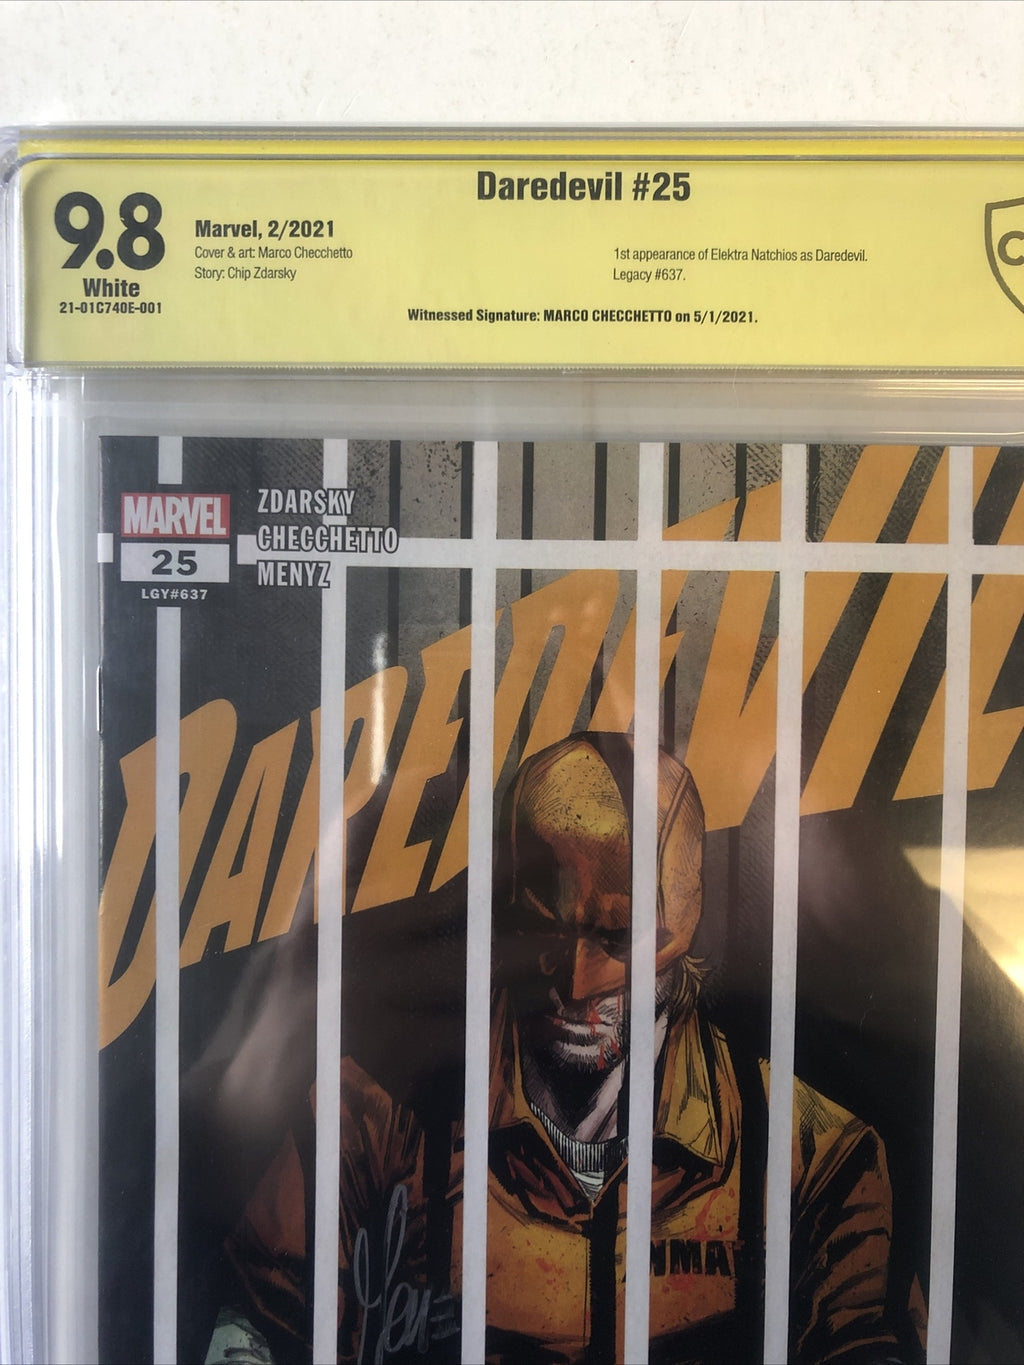 Daredevil #25
9.8
White
21-01C740E-001
Marvel, 2/2021
Cover & art: Marco Checchetto
Story: Chip Zdarsky
1st appearance of Elektra Natchios as Daredevil.
Legacy #637.
Witnessed Signature: MARCO CHECCHETTO on 5/1/2021.
MARVEL
25
LGY#637
ZDARSKY
CHECCHETTO
MENYZ
DAREDEVIL